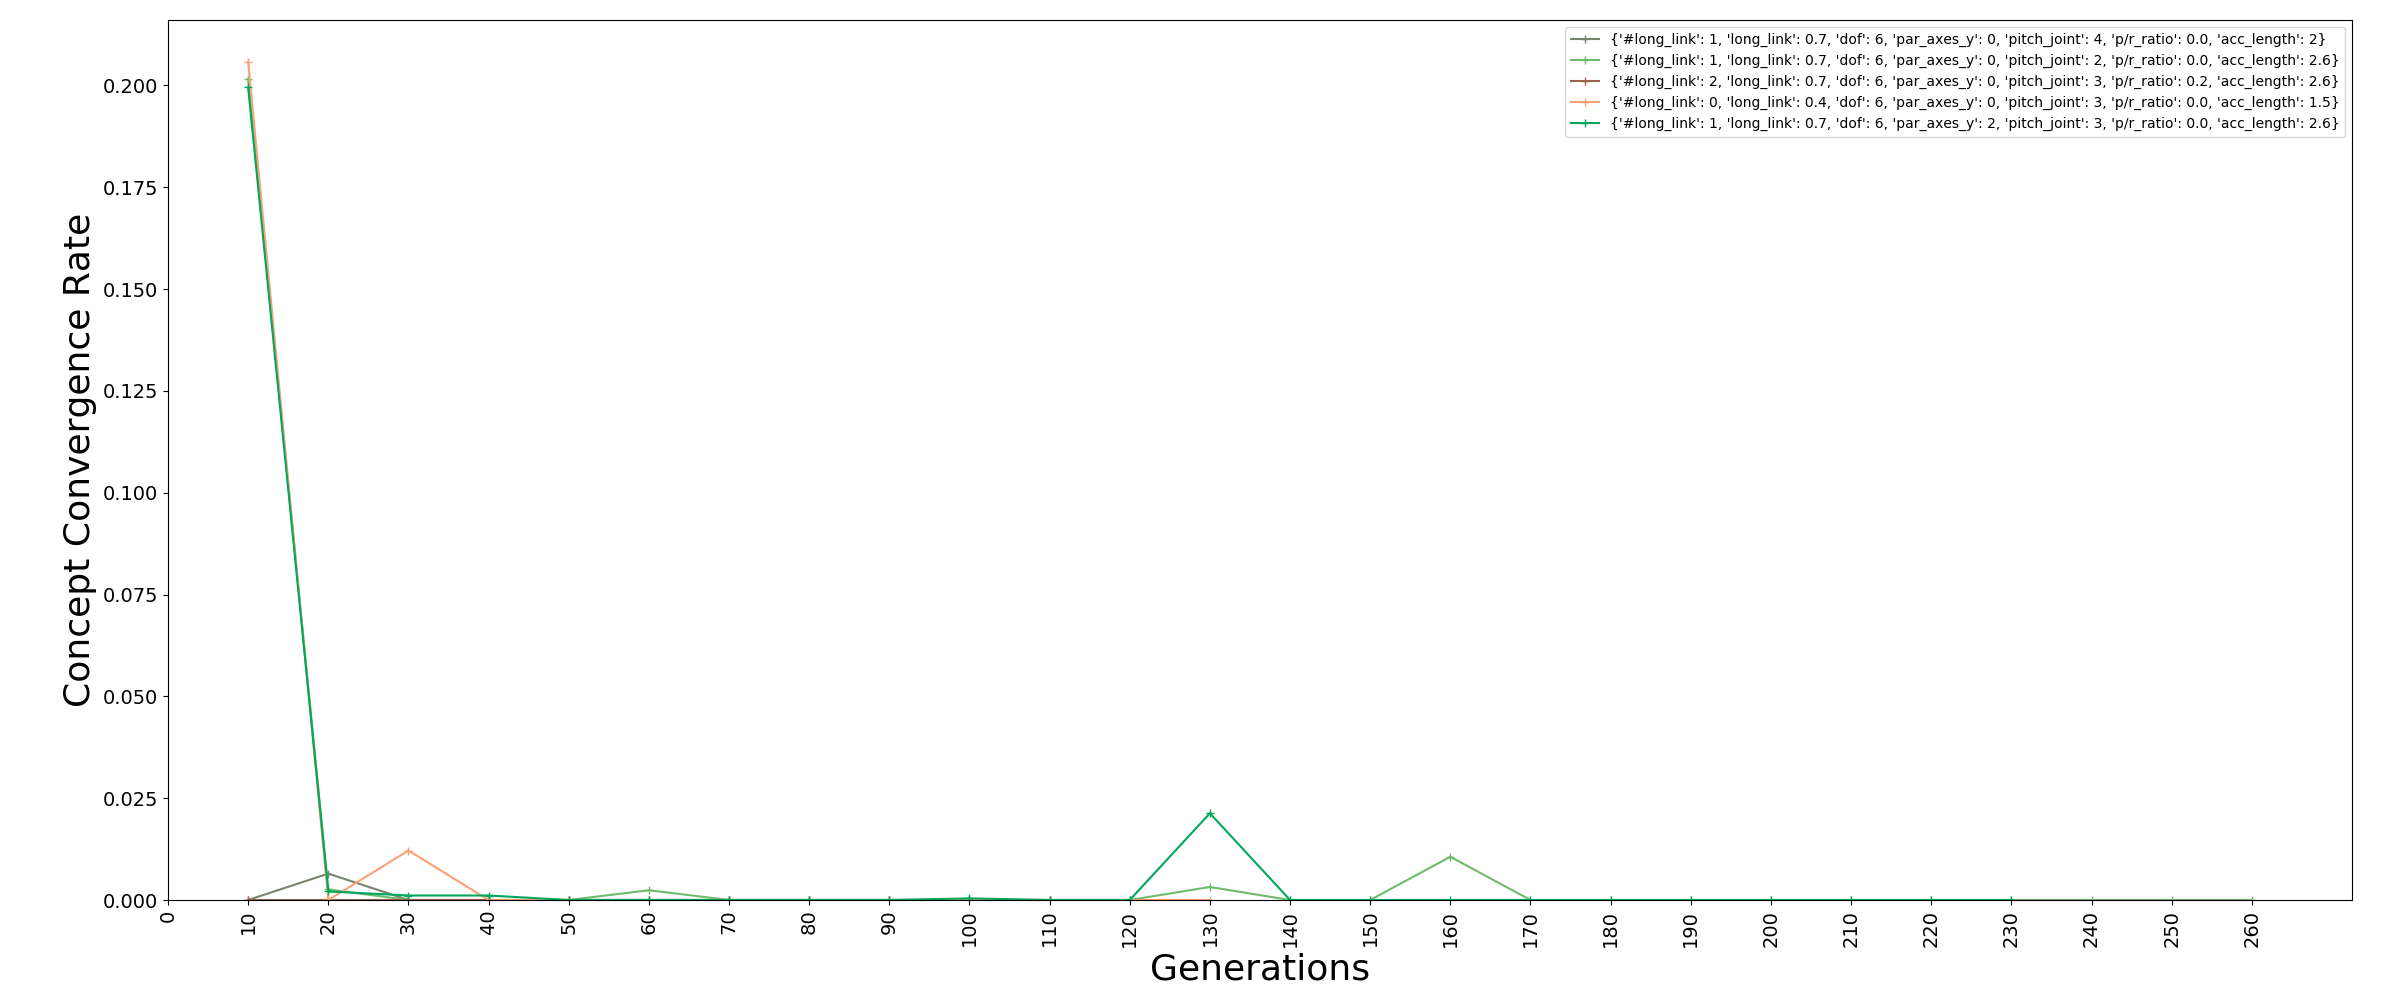 {'#long_link': 1, 'long_link': 0.7, 'dof': 6, 'par_axes_y': 0, 'pitch_joint': 4, 'p/r_ratio': 0.0, 'acc_length': 2}
{'#long_link': 1, 'long_link': 0.7, 'dof': 6, 'par_axes_y': 0, 'pitch_joint': 2, 'p/r_ratio': 0.0, 'acc_length': 2.6}
{'#long_link': 2, 'long_link': 0.7, 'dof': 6, 'par_axes_y': 0, 'pitch_joint': 3, 'p/r_ratio': 0.2, 'acc_length': 2.6}
{'#long_link': 0, 'long_link': 0.4, 'dof': 6, 'par_axes_y': 0, 'pitch_joint': 3, 'p/r_ratio': 0.0, 'acc_length': 1.5}
{'#long_link': 1, 'long_link': 0.7, 'dof': 6, 'par_axes_y': 2, 'pitch_joint': 3, 'p/r_ratio': 0.0, 'acc_length': 2.6}
Concept Convergence Rate
0.200
0.175
0.150
0.125
0.100
0.075
0.050
0.025
0.000
0 10 20 30 40 50 60 70 80 90 100 110 120 130 140 150 160 170 180 190 200 210 220 230 240 250 260
Generations